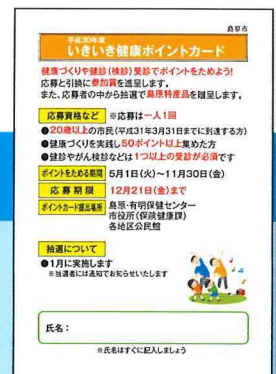 島原市
平成30年度
いきいき健康ポイントカード
健康づくりや健診(検診)受診でポイントをためよう!
応募と引換に参加賞を進呈します。
また、応募者の中から抽選で島原特産品を贈呈します。
応募資格など ※応募は一人1回
●20歳以上の市民(平成31年3月31日までに到達する方)
●健康づくりを実践し50ポイント以上集めた方
●健診やがん検診などは1つ以上の受診が必須です
ポイントをためる期間 5月1日(火)~11月30日(金)
応募期限 12月21日(金)まで
ポイントカード提出場所 島原・有明保健センター
市役所(保険健康課)
各地区公民館
抽選について
●1月に実施します
※当選者には通知でお知らせいたします
氏名:
※氏名はすぐに記入しましょう